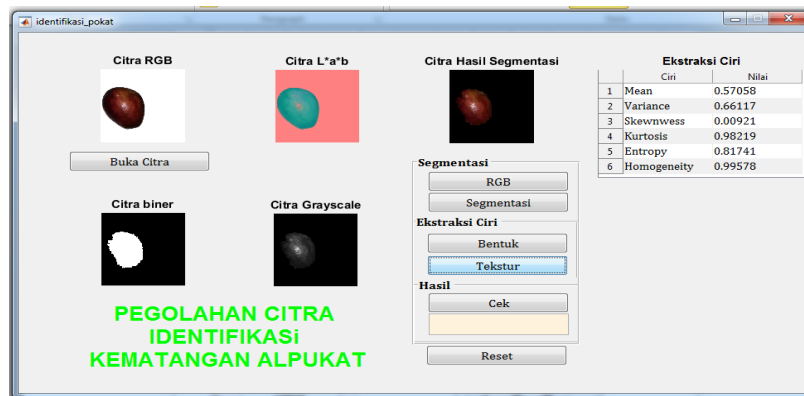 identifikasi_pokat
Citra RGB
Citra L*a*b
Citra Hasil Segmentasi
Ekstraksi Ciri
Ciri Nilai
1 Mean 0.57058
2 Variance 0.66117
3 Skewnwess 0.00921
4 Kurtosis 0.98219
5 Entropy 0.81741
6 Homogeneity 0.99578
Buka Citra
Segmentasi
RGB
Segmentasi
Citra biner
Citra Grayscale
Ekstraksi Ciri
Bentuk
Tekstur
Hasil
Cek
Reset
PEGOLAHAN CITRA
IDENTIFIKASi
KEMATANGAN ALPUKAT